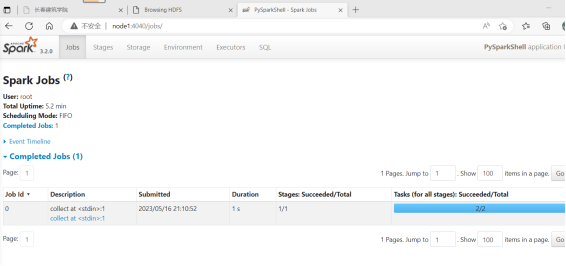 长春建筑学院
Browsing HDFS
PySparkShell - Spark Jobs
不安全 node1:4040/jobs/
APACHE Spark 3.2.0 Jobs Stages Storage Environment Executors SQL PySparkShell application
Spark Jobs (?)
User: root
Total Uptime: 5.2 min
Scheduling Mode: FIFO
Completed Jobs: 1
Event Timeline
Completed Jobs (1)
Page: 1 1 Pages. Jump to 1 . Show 100 items in a page. Go
Job Id ▾ Description Submitted Duration Stages: Succeeded/Total Tasks (for all stages): Succeeded/Total
0 collect at <stdin>:1 2023/05/16 21:10:52 1 s 1/1 2/2
collect at <stdin>:1
Page: 1 1 Pages. Jump to 1 . Show 100 items in a page. Go